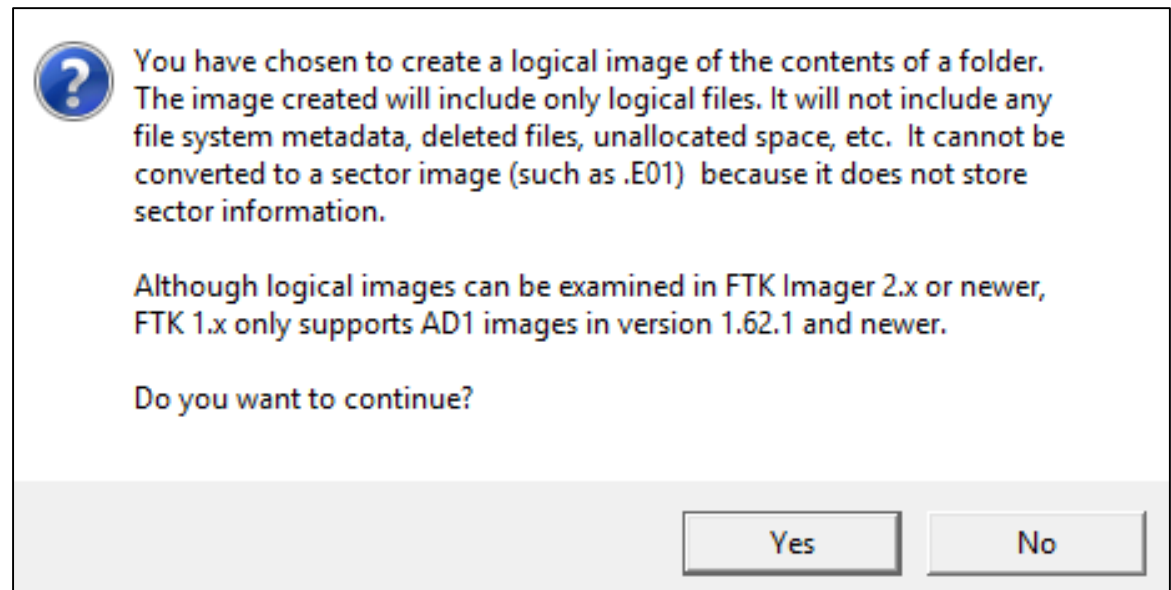 You have chosen to create a logical image of the contents of a folder.
The image created will include only logical files. It will not include any
file system metadata, deleted files, unallocated space, etc.  It cannot be
converted to a sector image (such as .E01)  because it does not store
sector information.
Although logical images can be examined in FTK Imager 2.x or newer,
FTK 1.x only supports AD1 images in version 1.62.1 and newer.
Do you want to continue?
Yes
No